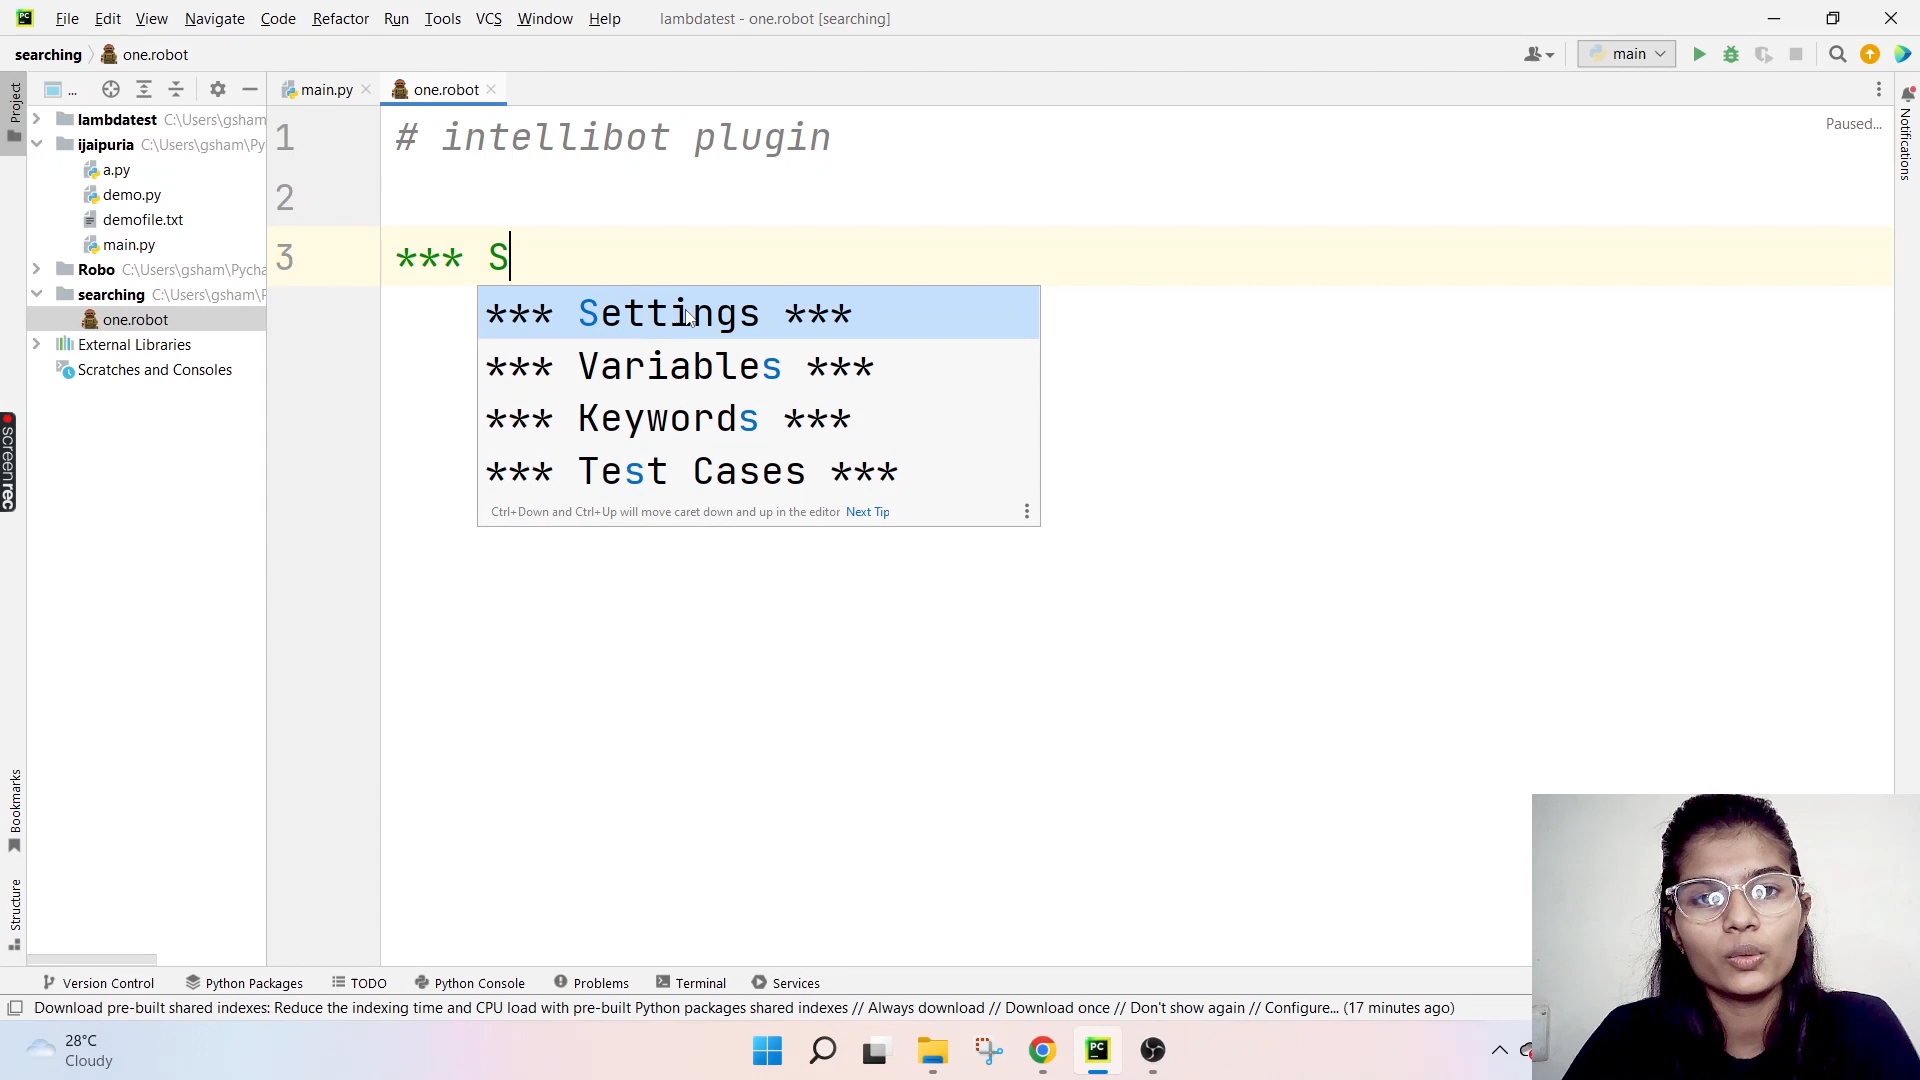 PC File Edit View Navigate Code Refactor Run Tools VCS Window Help lambdatest - one.robot [searching]
searching one.robot main
Project ... main.py one.robot
lambdatest C:\Users\gsham
ijaipuria C:\Users\gsham\Py
a.py
demo.py
demofile.txt
main.py
Robo C:\Users\gsham\Pycha
searching C:\Users\gsham\P
one.robot
External Libraries
Scratches and Consoles
1 # intellibot plugin
Paused...
2
3 *** S
*** Settings ***
*** Variables ***
*** Keywords ***
*** Test Cases ***
Ctrl+Down and Ctrl+Up will move caret down and up in the editor Next Tip
Notifications
screenrec
Bookmarks
Structure
Version Control Python Packages TODO Python Console Problems Terminal Services
Download pre-built shared indexes: Reduce the indexing time and CPU load with pre-built Python packages shared indexes // Always download // Download once // Don't show again // Configure... (17 minutes ago)
28°C
Cloudy
PC